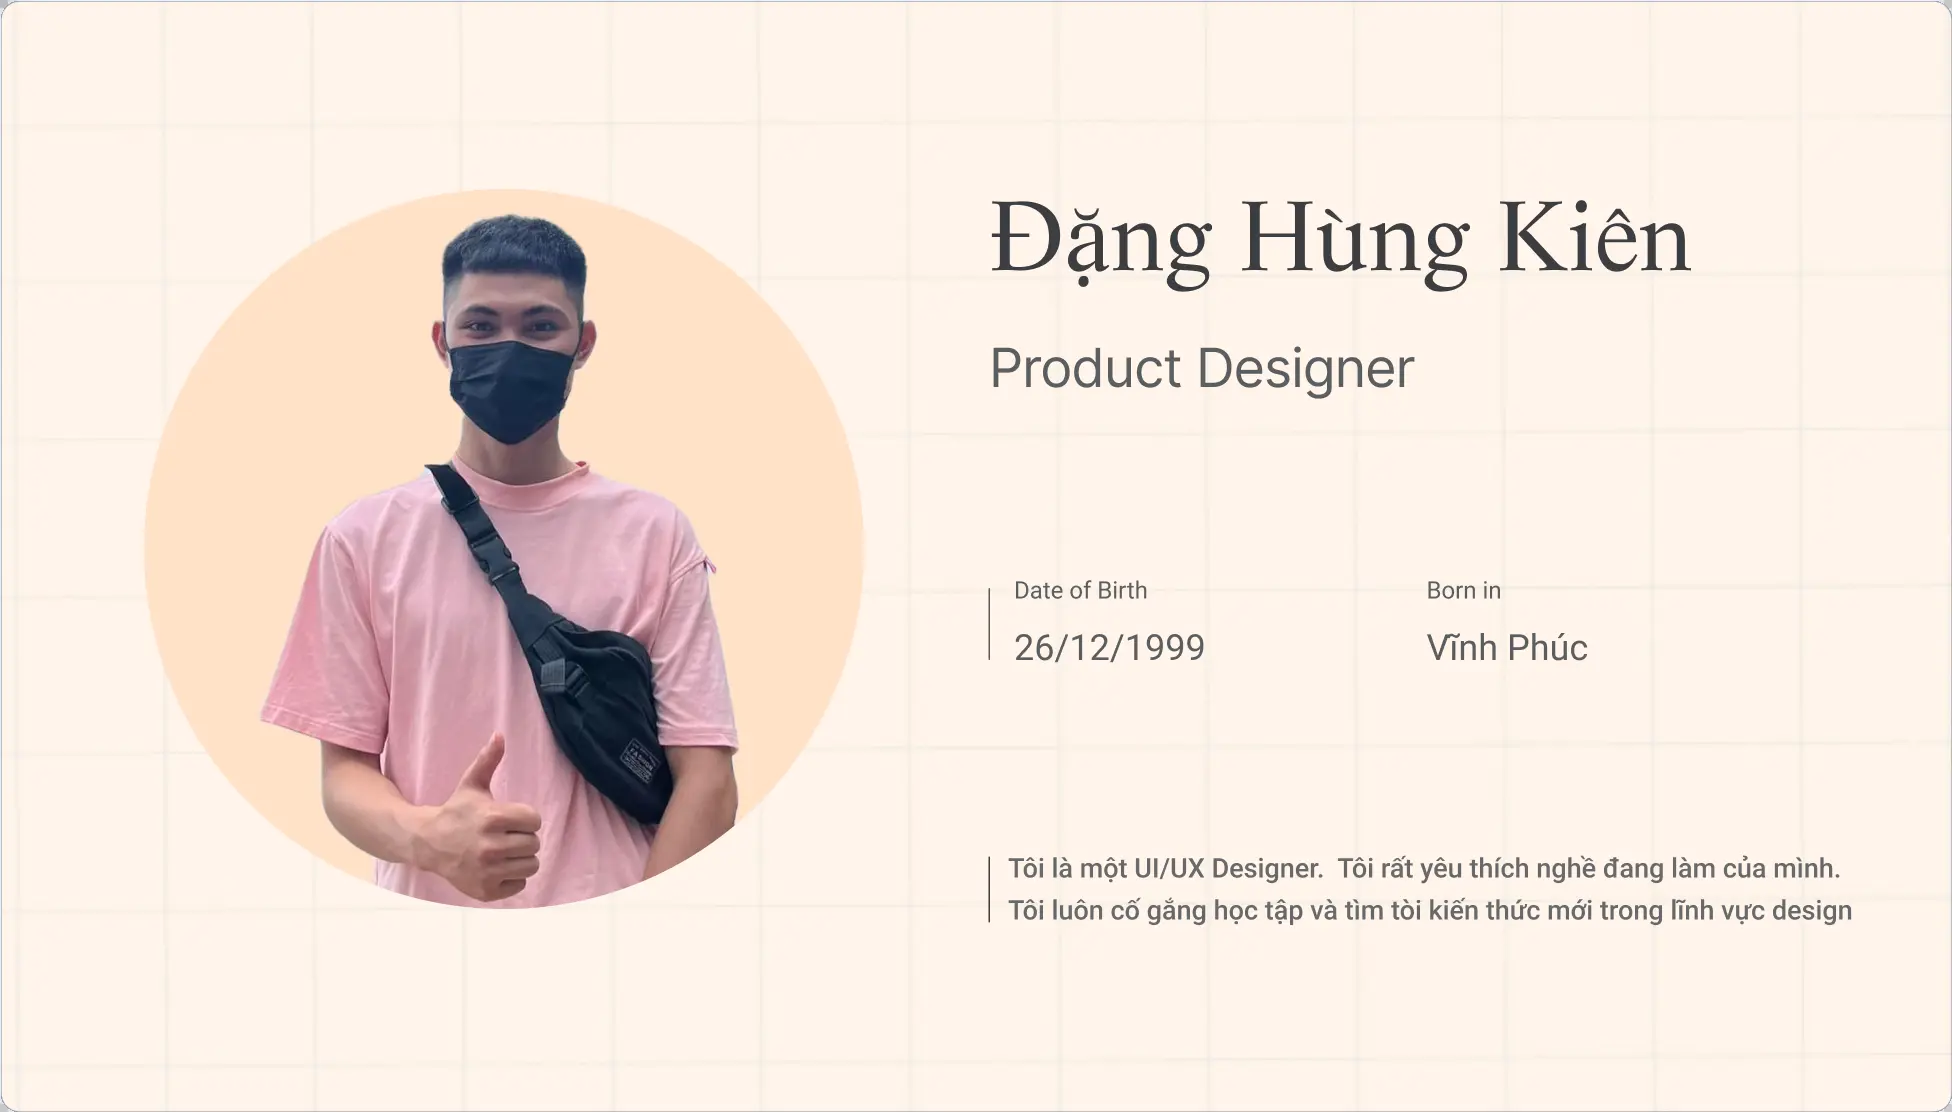 Đặng Hùng Kiên
Product Designer
Date of Birth
Born in
26/12/1999
Vĩnh Phúc
FASHION
Tôi là một UI/UX Designer.  Tôi rất yêu thích nghề đang làm của mình.
Tôi luôn cố gắng học tập và tìm tòi kiến thức mới trong lĩnh vực design